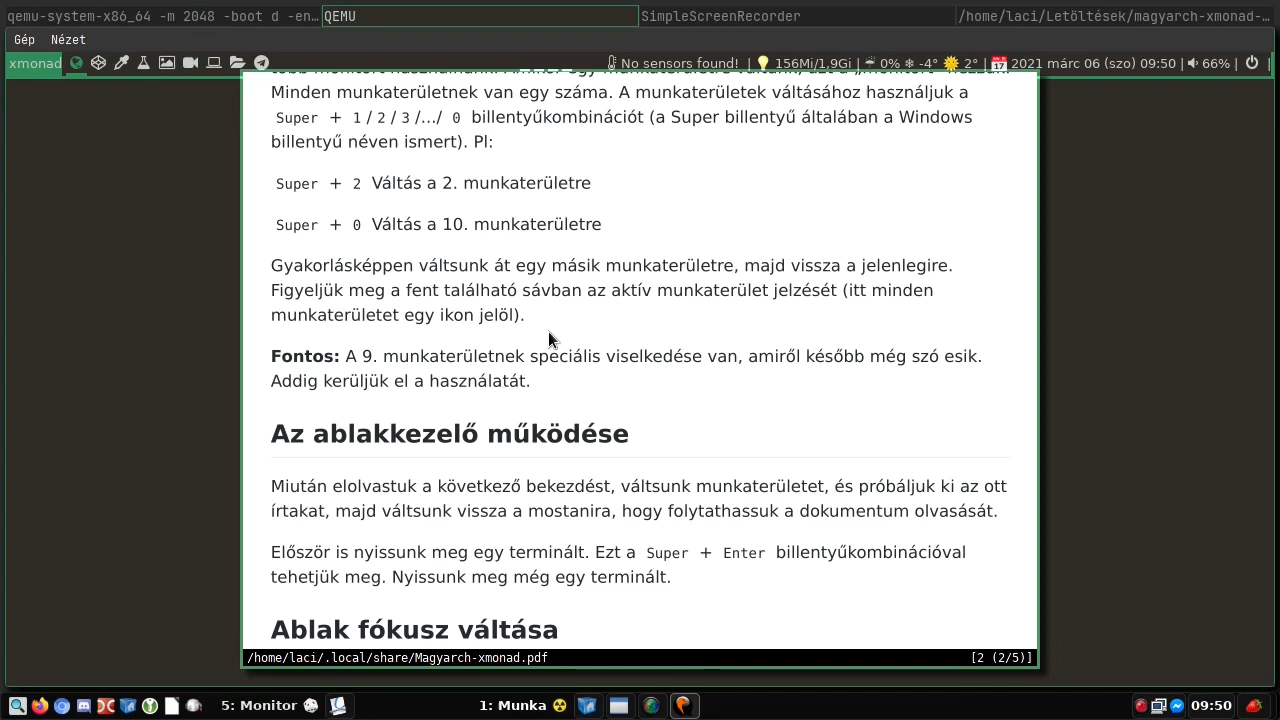 qemu-system-x86_64 -m 2048 -boot d -en... QEMU SimpleScreenRecorder /home/laci/Letöltések/magyarch-xmonad-...
Gép Nézet
xmonad No sensors found! | 156Mi/1,9Gi | 0% -4° 2° | 2021 márc 06 (szo) 09:50 | 66% | |
Minden munkaterületnek van egy száma. A munkaterületek váltásához használjuk a
Super + 1 / 2 / 3 /.../ 0 billentyűkombinációt (a Super billentyű általában a Windows
billentyű néven ismert). Pl:
Super + 2 Váltás a 2. munkaterületre
Super + 0 Váltás a 10. munkaterületre
Gyakorlásképpen váltsunk át egy másik munkaterületre, majd vissza a jelenlegire.
Figyeljük meg a fent található sávban az aktív munkaterület jelzését (itt minden
munkaterületet egy ikon jelöl).
Fontos: A 9. munkaterületnek speciális viselkedése van, amiről később még szó esik.
Addig kerüljük el a használatát.
Az ablakkezelő működése
Miután elolvastuk a következő bekezdést, váltsunk munkaterületet, és próbáljuk ki az ott
írtakat, majd váltsunk vissza a mostanira, hogy folytathassuk a dokumentum olvasását.
Először is nyissunk meg egy terminált. Ezt a Super + Enter billentyűkombinációval
tehetjük meg. Nyissunk meg még egy terminált.
Ablak fókusz váltása
/home/laci/.local/share/Magyarch-xmonad.pdf [2 (2/5)]
5: Monitor 1: Munka 09:50